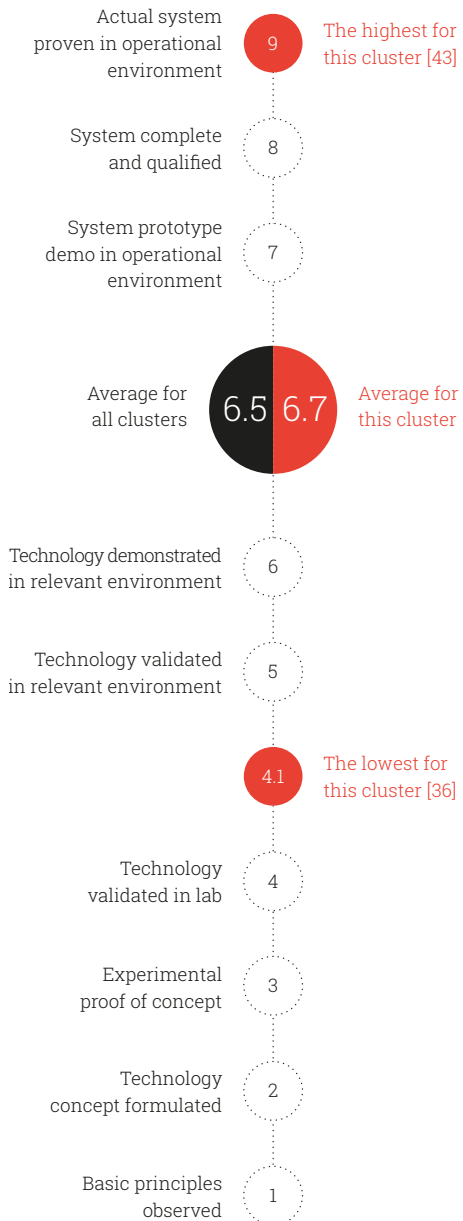 Actual system
proven in operational
environment
9
The highest for
this cluster [43]
System complete
and qualified
8
System prototype
demo in operational
environment
7
Average for
all clusters
6.5
6.7
Average for
this cluster
Technology demonstrated
in relevant environment
6
Technology validated
in relevant environment
5
4.1
The lowest for
this cluster [36]
Technology
validated in lab
4
Experimental
proof of concept
3
Technology
concept formulated
2
Basic principles
observed
1